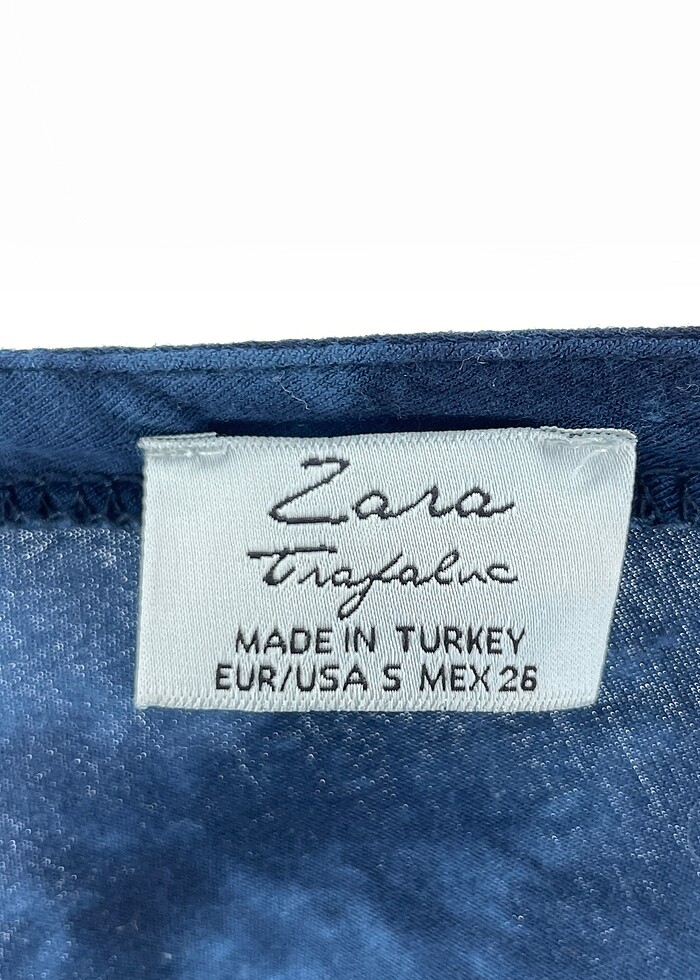 Zara
Trafaluc
MADE IN TURKEY
EUR/USA S MEX 26